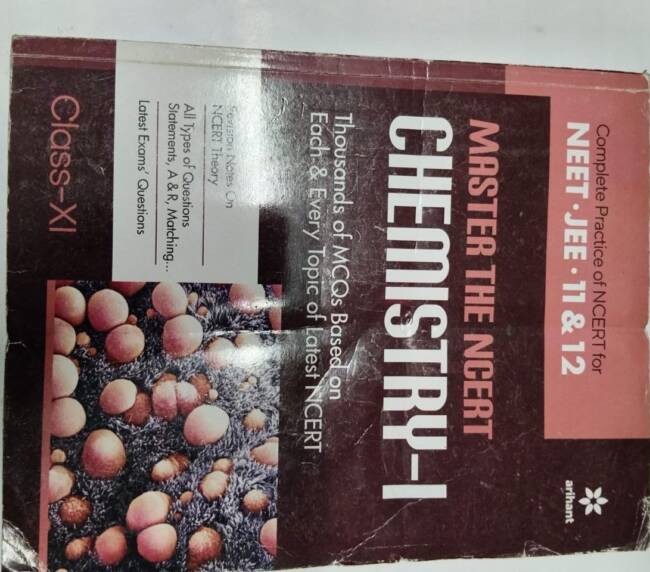 Complete Practice of NCERT for
NEET • JEE • 11 & 12
arihant
MASTER THE NCERT
CHEMISTRY-I
Thousands of MCQs Based on
Each & Every Topic of Latest NCERT
Revision Notes On
NCERT Theory
All Types of Questions
Statements, A & R, Matching...
Latest Exams' Questions
Class-XI